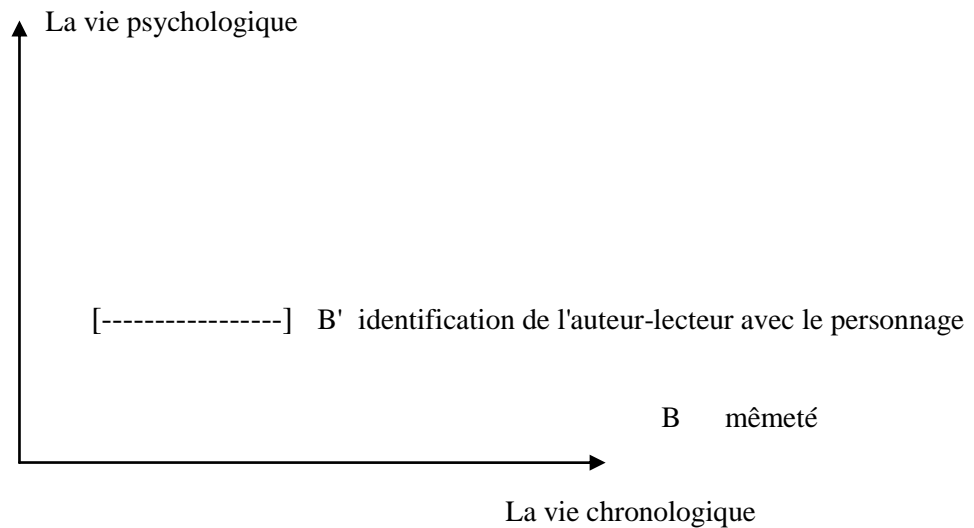 La vie psychologique
[-----------------] B' identification de l'auteur-lecteur avec le personnage
B mêmeté
La vie chronologique